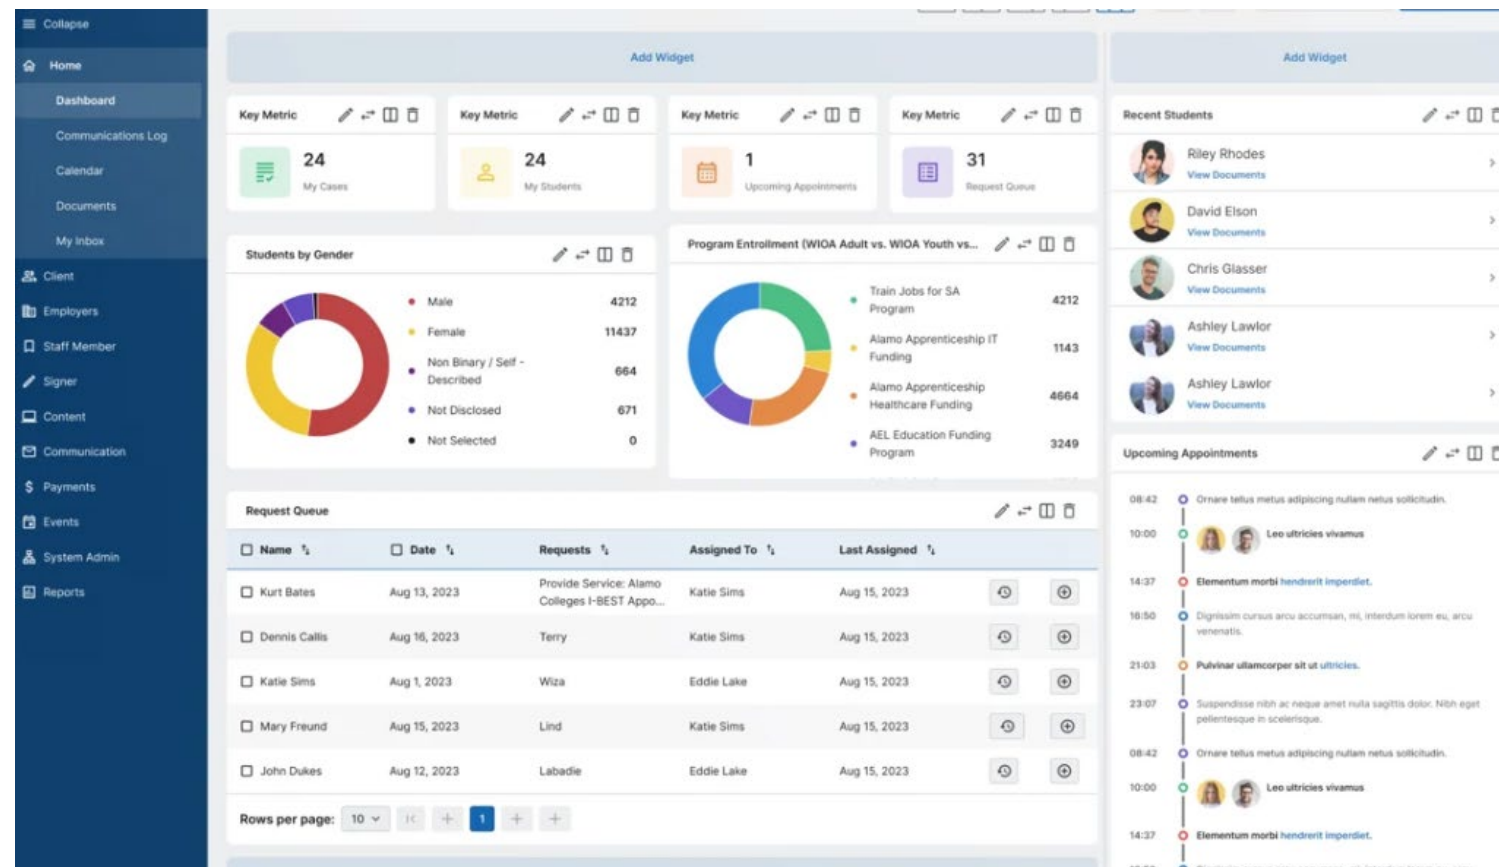 Collapse
Home
Dashboard
Communications Log
Calendar
Documents
My Inbox
Client
Employers
Staff Member
Signer
Content
Communication
$ Payments
Events
System Admin
Reports
Add Widget
Key Metric
24
My Cases
Key Metric
24
My Students
Key Metric
1
Upcoming Appointments
Key Metric
31
Request Queue
Students by Gender
Male 4212
Female 11437
Non Binary / Self -
Described 664
Not Disclosed 671
Not Selected 0
Program Entrollment (WIOA Adult vs. WIOA Youth vs...
Train Jobs for SA
Program 4212
Alamo Apprenticeship IT
Funding 1143
Alamo Apprenticeship
Healthcare Funding 4664
AEL Education Funding
Program 3249
Request Queue
Name Date Requests Assigned To Last Assigned
Kurt Bates Aug 13, 2023 Provide Service: Alamo
Colleges I-BEST Appo... Katie Sims Aug 15, 2023
Dennis Callis Aug 16, 2023 Terry Katie Sims Aug 15, 2023
Katie Sims Aug 1, 2023 Wiza Eddie Lake Aug 15, 2023
Mary Freund Aug 15, 2023 Lind Katie Sims Aug 15, 2023
John Dukes Aug 12, 2023 Labadie Eddie Lake Aug 15, 2023
Rows per page: 10 1
Add Widget
Recent Students
Riley Rhodes
View Documents
David Elson
View Documents
Chris Glasser
View Documents
Ashley Lawlor
View Documents
Ashley Lawlor
View Documents
Upcoming Appointments
08:42 Ornare tellus metus adipiscing nullam netus sollicitudin.
10:00 Leo ultricies vivamus
14:37 Elementum morbi hendrerit imperdiet.
16:50 Dignissim cursus arcu accumsan, mi, interdum lorem eu, arcu
venenatis.
21:03 Pulvinar ullamcorper sit ut ultricies.
23:07 Suspendisse nibh ac neque amet nulla sagittis dolor. Nibh eget
pellentesque in scelerisque.
08:42 Ornare tellus metus adipiscing nullam netus sollicitudin.
10:00 Leo ultricies vivamus
14:37 Elementum morbi hendrerit imperdiet.